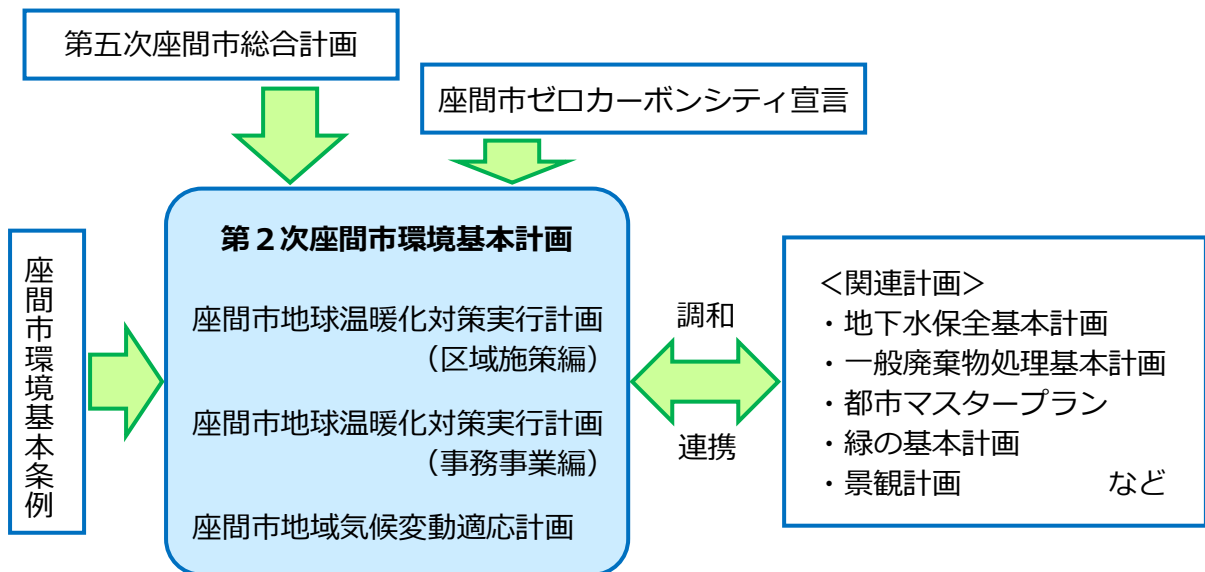 第五次座間市総合計画
座間市ゼロカーボンシティ宣言
座間市環境基本条例
第２次座間市環境基本計画
座間市地球温暖化対策実行計画
（区域施策編）
座間市地球温暖化対策実行計画
（事務事業編）
座間市地域気候変動適応計画
調和
連携
＜関連計画＞
・地下水保全基本計画
・一般廃棄物処理基本計画
・都市マスタープラン
・緑の基本計画
・景観計画　　　　など